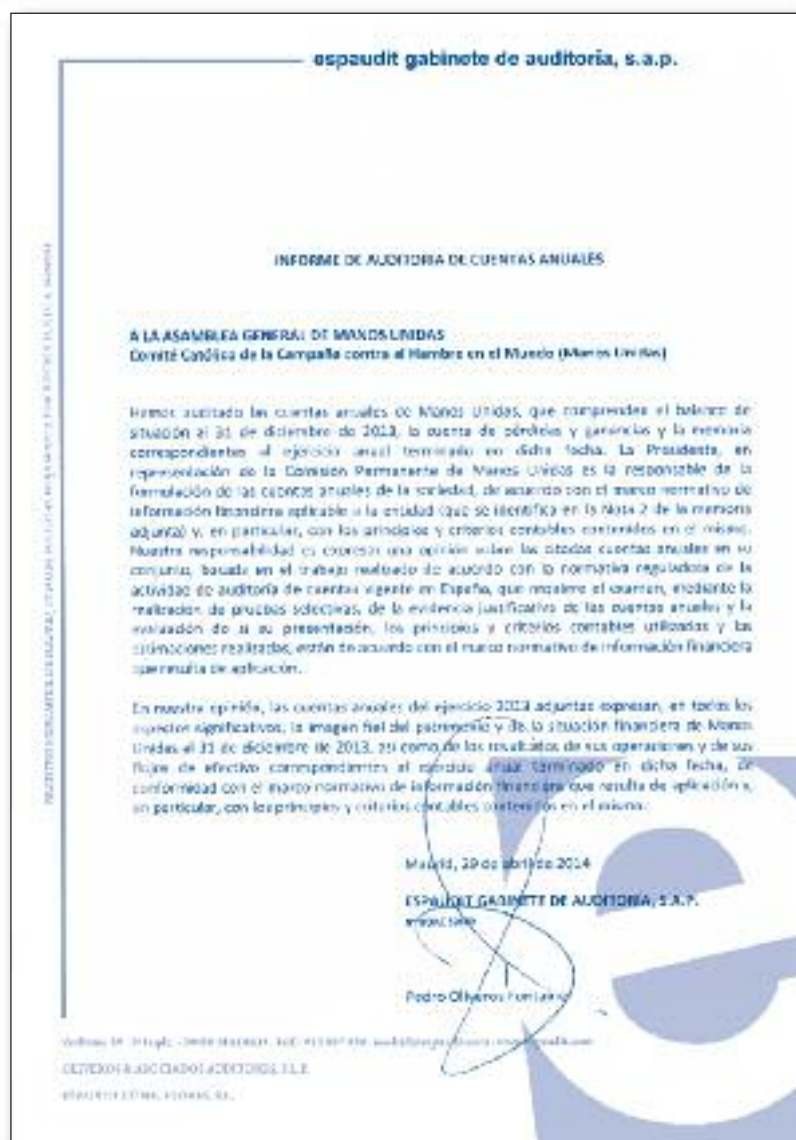 espaudit gabinete de auditoría, s.a.p.
INFORME DE AUDITORIA DE CUENTAS ANUALES
A LA ASAMBLEA GENERAL DE MANOS UNIDAS
Comité Católico de la Campaña contra el Hambre en el Mundo (Manos Unidas)
Hemos auditado las cuentas anuales de Manos Unidas, que comprenden el balance de
situación al 31 de diciembre de 2013, la cuenta de pérdidas y ganancias y la memoria
correspondientes al ejercicio anual terminado en dicha fecha. La Presidenta, en
representación de la Comisión Permanente de Manos Unidas es la responsable de la
formulación de las cuentas anuales de la sociedad, de acuerdo con el marco normativo de
información financiera aplicable a la entidad (que se identifica en la Nota 2 de la memoria
adjunta) y, en particular, con los principios y criterios contables contenidos en el mismo.
Nuestra responsabilidad es expresar una opinión sobre las citadas cuentas anuales en su
conjunto, basada en el trabajo realizado de acuerdo con la normativa reguladora de la
actividad de auditoría de cuentas vigente en España, que requiere el examen, mediante la
realización de pruebas selectivas, de la evidencia justificativa de las cuentas anuales y la
evaluación de si su presentación, los principios y criterios contables utilizados y las
estimaciones realizadas, están de acuerdo con el marco normativo de información financiera
que resulta de aplicación.
En nuestra opinión, las cuentas anuales del ejercicio 2013 adjuntas expresan, en todos los
aspectos significativos, la imagen fiel del patrimonio y de la situación financiera de Manos
Unidas al 31 de diciembre de 2013, así como de los resultados de sus operaciones y de sus
flujos de efectivo correspondientes al ejercicio anual terminado en dicha fecha, de
conformidad con el marco normativo de información financiera que resulta de aplicación y,
en particular, con los principios y criterios contables contenidos en el mismo.
Madrid, 29 de abril de 2014
ESPAUDIT GABINETE DE AUDITORÍA, S.A.P.
Pedro Oliveros Fontaine
OLIVEROS & ASOCIADOS AUDITORES, S.L.P.